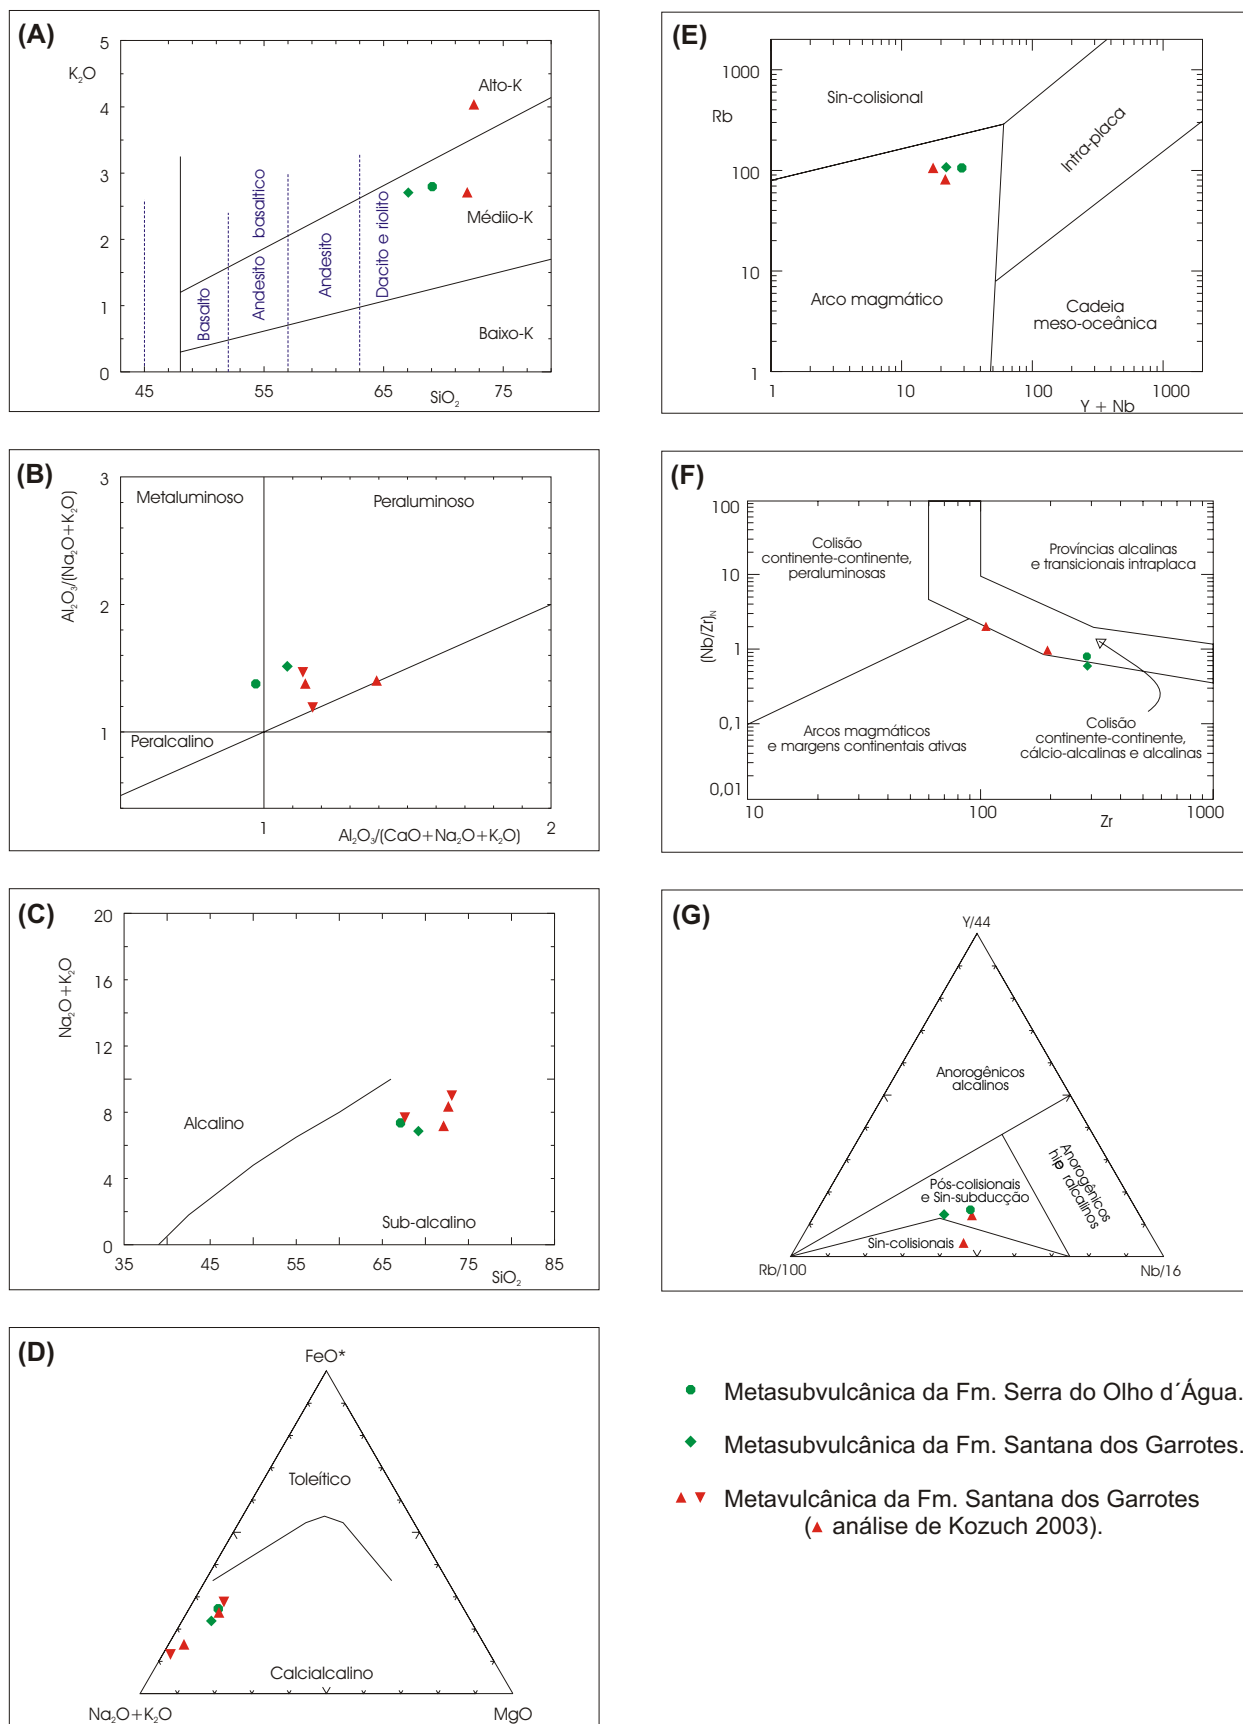 (A)
5
4
3
2
1
0
K₂O
Alto-K
Médiio-K
Baixo-K
Basalto
Andesito basaltico
Andesito
Dacito e riolito
45
55
65
75
SiO₂
(B)
3
2
1
Al₂O₃/(Na₂O+K₂O)
Metaluminoso
Peraluminoso
Peralcalino
1
2
Al₂O₃/(CaO+Na₂O+K₂O)
(C)
20
16
12
8
4
0
Na₂O+K₂O
Alcalino
Sub-alcalino
35
45
55
65
75
85
SiO₂
(D)
FeO*
Toleítico
Calcialcalino
Na₂O+K₂O
MgO
(E)
1000
Rb
100
10
1
Sin-colisional
Intra-placa
Arco magmático
Cadeia
meso-oceânica
1
10
100
1000
Y + Nb
(F)
100
10
1
0,1
0,01
(Nb/Zr)N
Colisão
continente-continente,
peraluminosas
Províncias alcalinas
e transicionais intraplaca
Arcos magmáticos
e margens continentais ativas
Colisão
continente-continente,
cálcio-alcalinas e alcalinas
10
100
1000
Zr
(G)
Y/44
Anorogênicos
alcalinos
Pós-colisionais
e Sin-subducção
Anorogênicos
hip ralcalinos
Sin-colisionais
Rb/100
Nb/16
Metasubvulcânica da Fm. Serra do Olho d´Água.
Metasubvulcânica da Fm. Santana dos Garrotes.
Metavulcânica da Fm. Santana dos Garrotes
(▲ análise de Kozuch 2003).